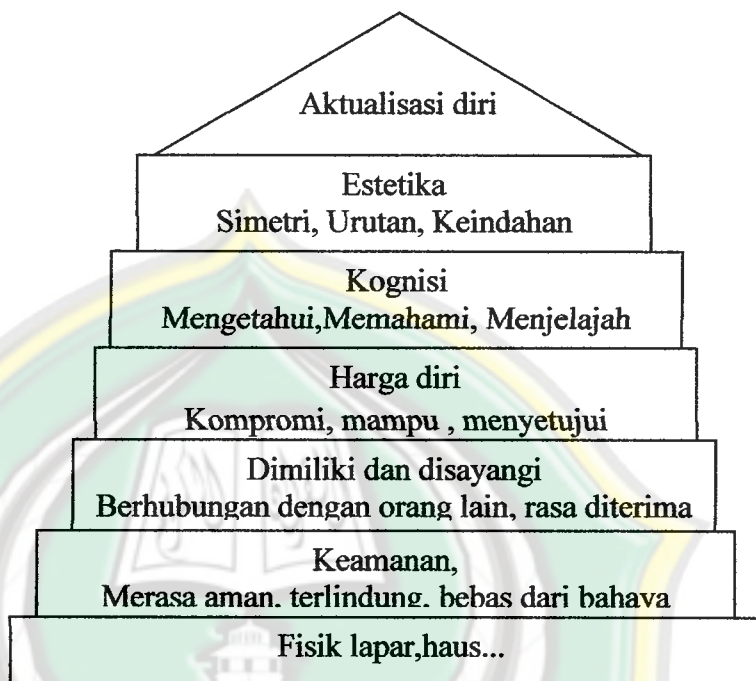 Aktualisasi diri
Estetika
Simetri, Urutan, Keindahan
Kognisi
Mengetahui,Memahami, Menjelajah
Harga diri
Kompromi, mampu , menyetujui
Dimiliki dan disayangi
Berhubungan dengan orang lain, rasa diterima
Keamanan,
Merasa aman, terlindung, bebas dari bahaya
Fisik lapar,haus...